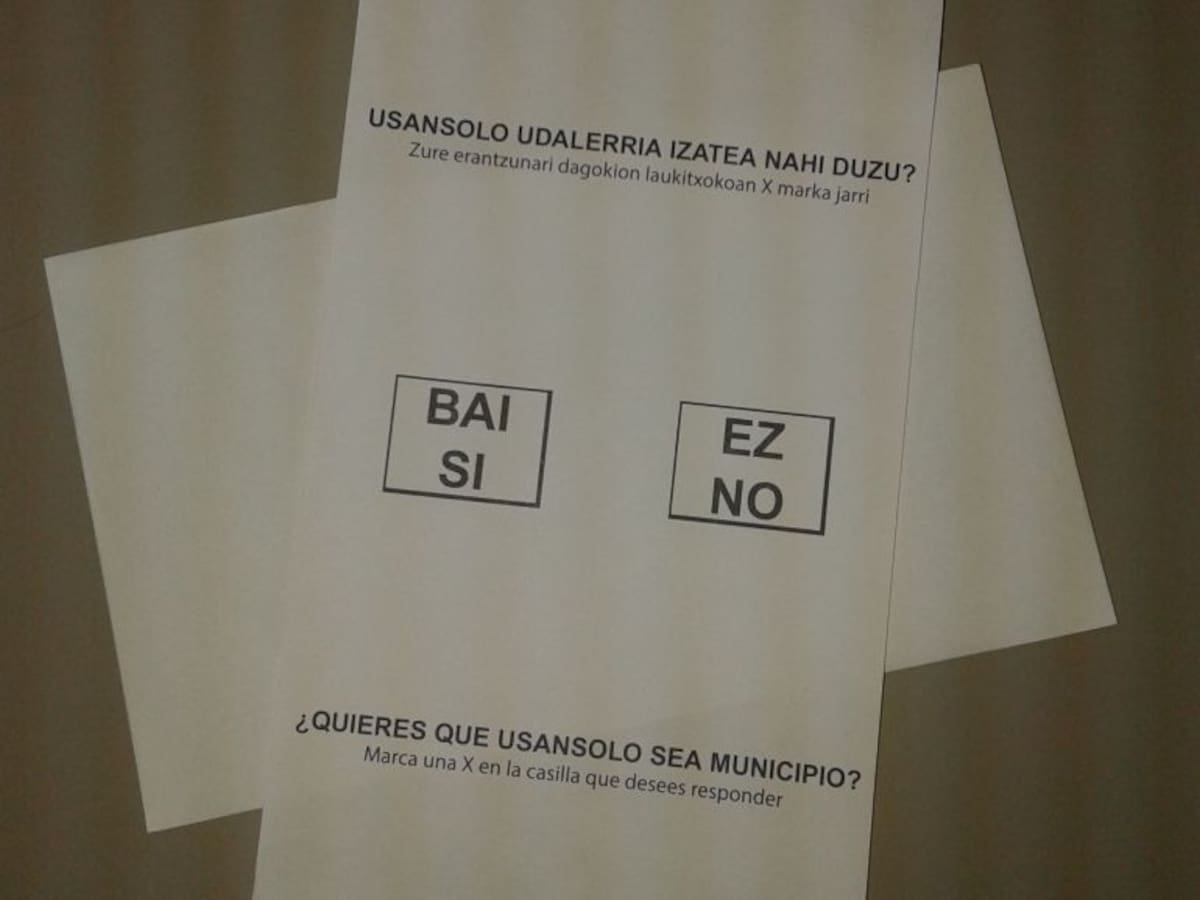 USANSOLO UDALERRIA IZATEA NAHI DUZU?
Zure erantzunari dagokion laukitxokoan X marka jarri
BAI
SI
EZ
NO
¿QUIERES QUE USANSOLO SEA MUNICIPIO?
Marca una X en la casilla que desees responder